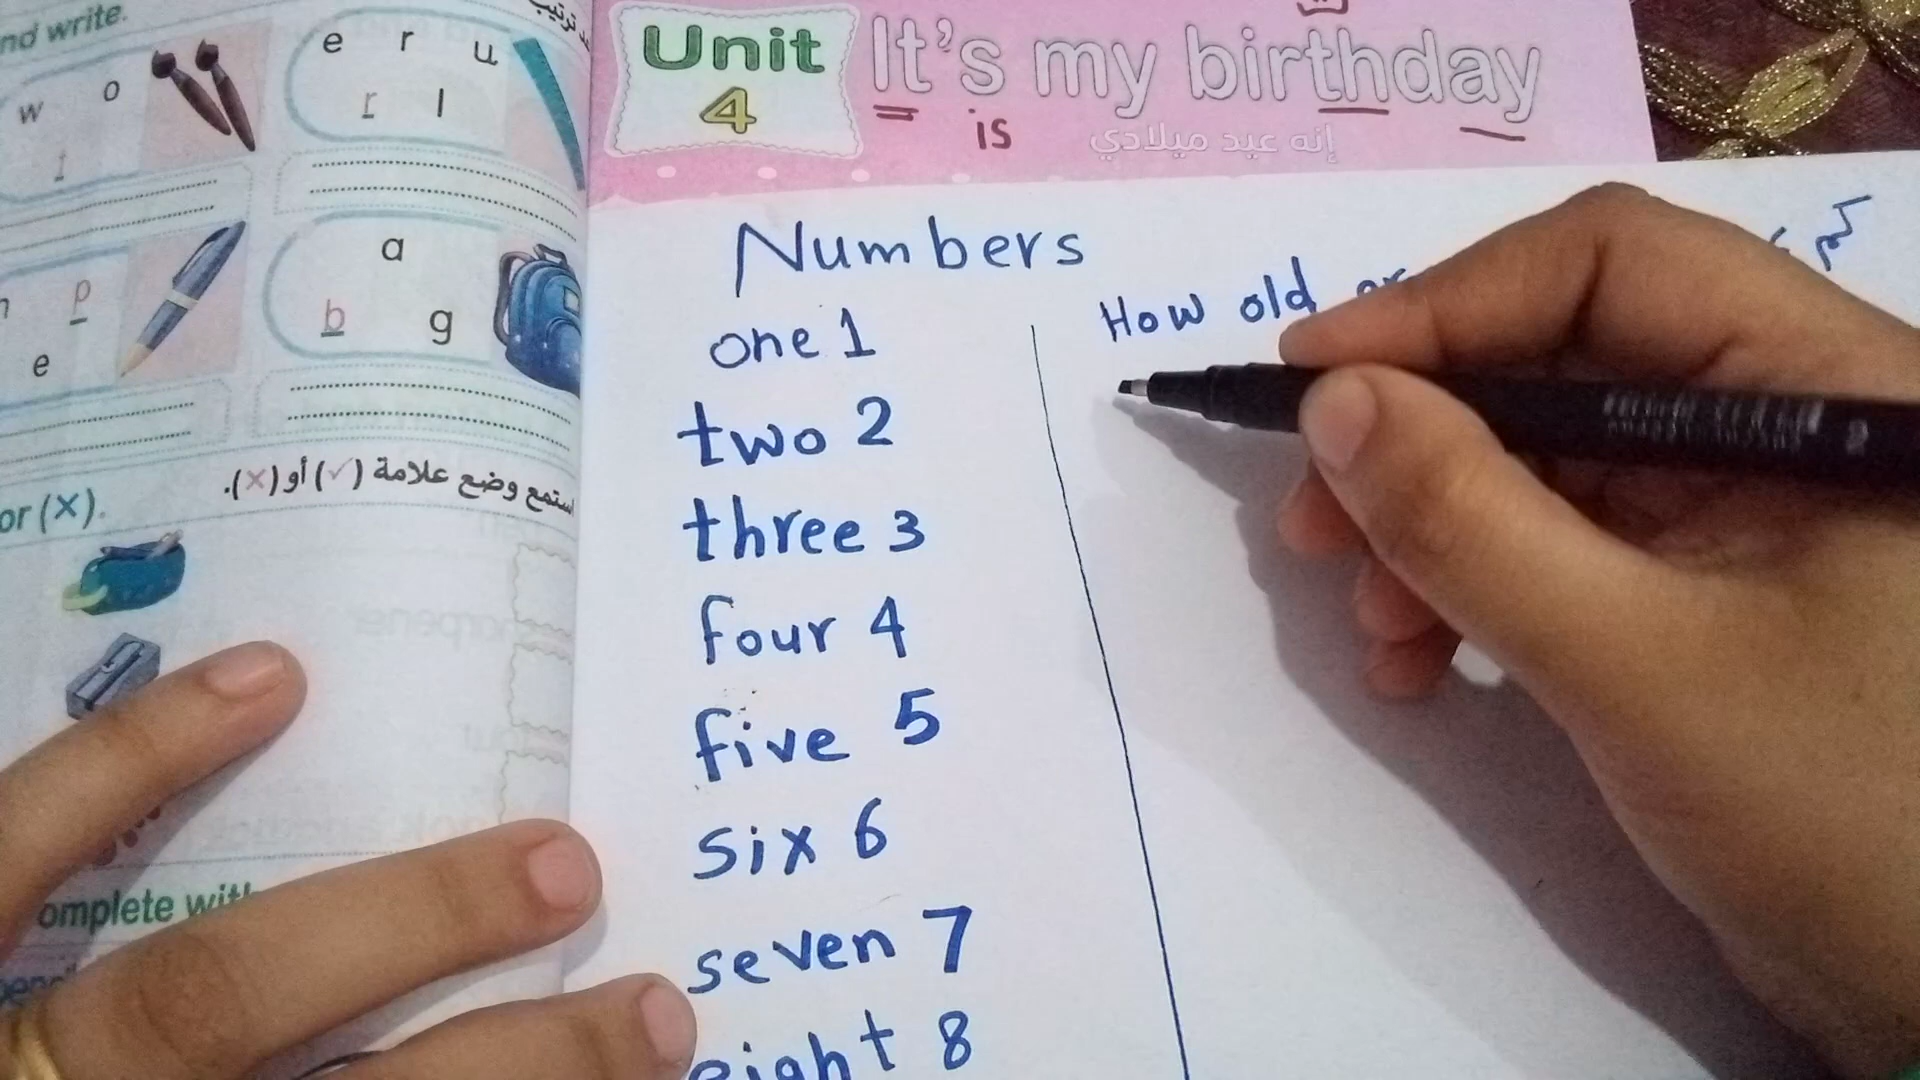 nd write.
w o
e r u
r l
p
e
a
b g
استمع وضع علامة (✓) أو (×).
or (×).
omplete with
Unit 4
It's my birthday
is
إنه عيد ميلادي
Numbers
one 1
two 2
three 3
four 4
five 5
six 6
seven 7
eight 8
How old